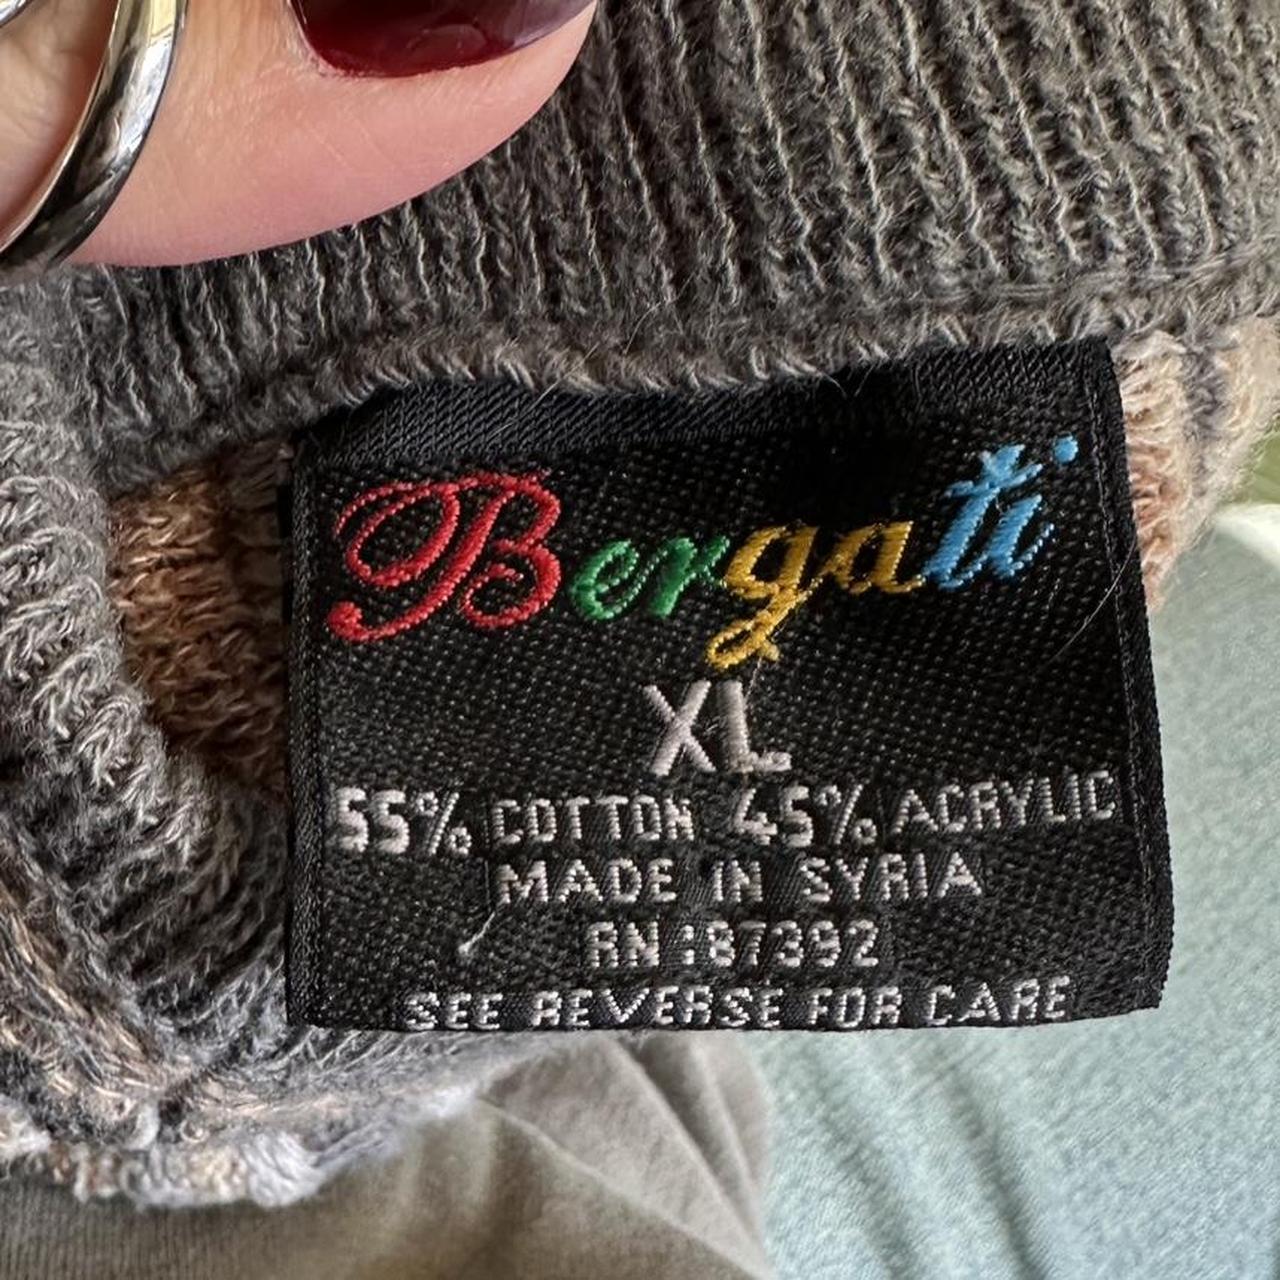 Bergati
XL
55% COTTON 45% ACRYLIC
MADE IN SYRIA
RN:87392
SEE REVERSE FOR CARE